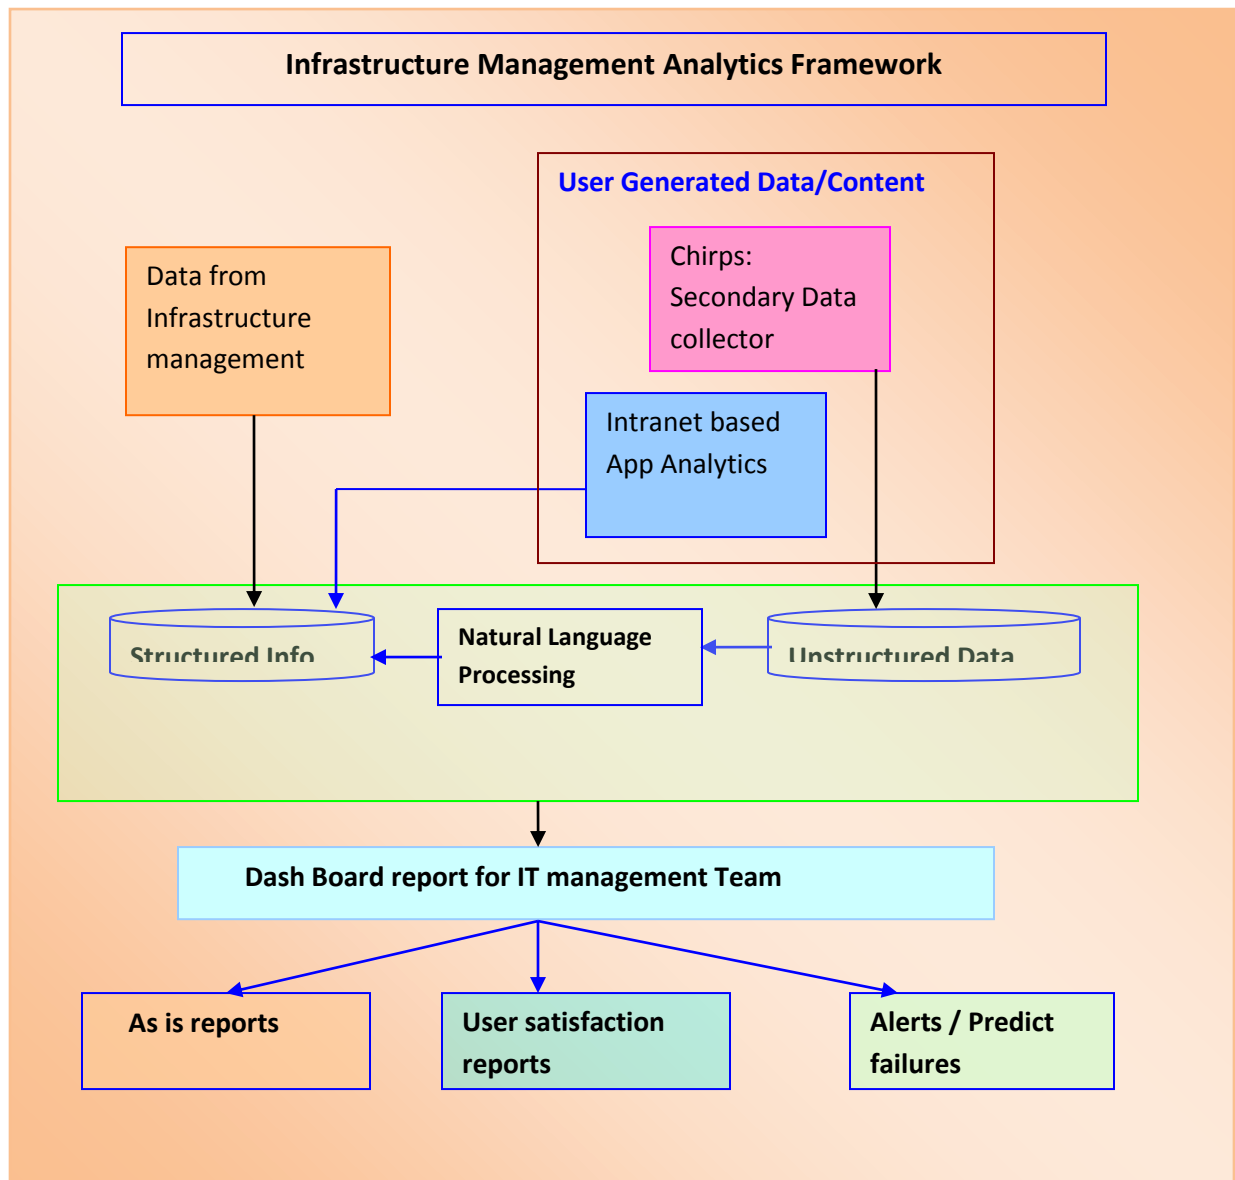 Infrastructure Management Analytics Framework
User Generated Data/Content
Chirps:
Secondary Data
collector
Data from
Infrastructure
management
Intranet based
App Analytics
Structured Info
Natural Language
Processing
Unstructured Data
Dash Board report for IT management Team
As is reports
User satisfaction
reports
Alerts / Predict
failures